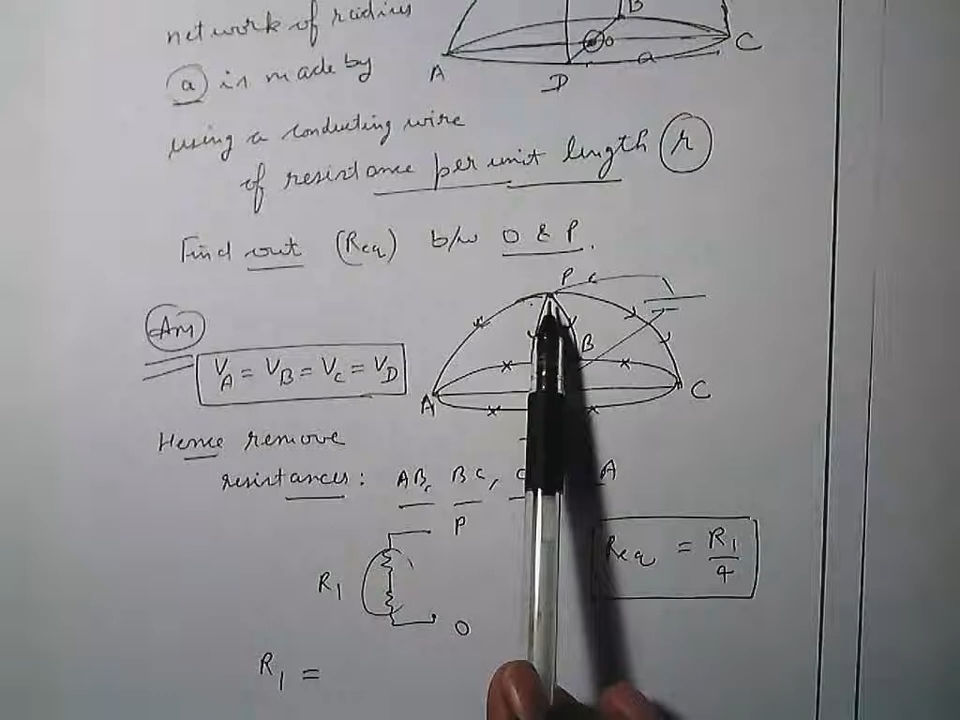 network of radius
B
o
C
(a) is made by
A
D
a
using a conducting wire
of resistance per unit length (r)
Find out (Req) b/w O & P.
P
Ans
VA = VB = VC = VD
B
A
C
Hence remove
resistances: AB, BC, A
P
R1
Req = R1/4
O
R1 =